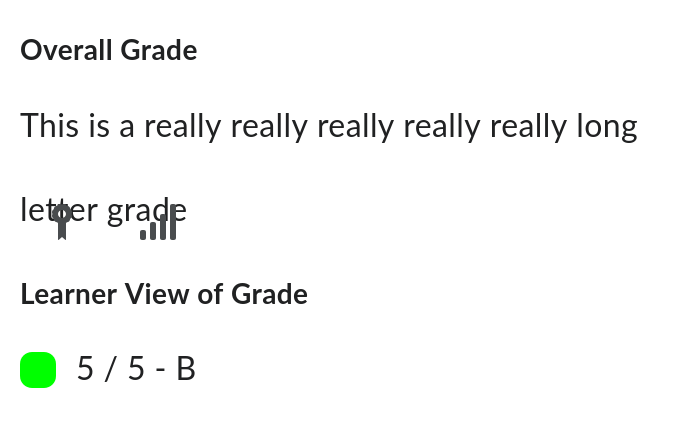 Overall Grade
This is a really really really really really long
letter grade
Learner View of Grade
5 / 5 - B